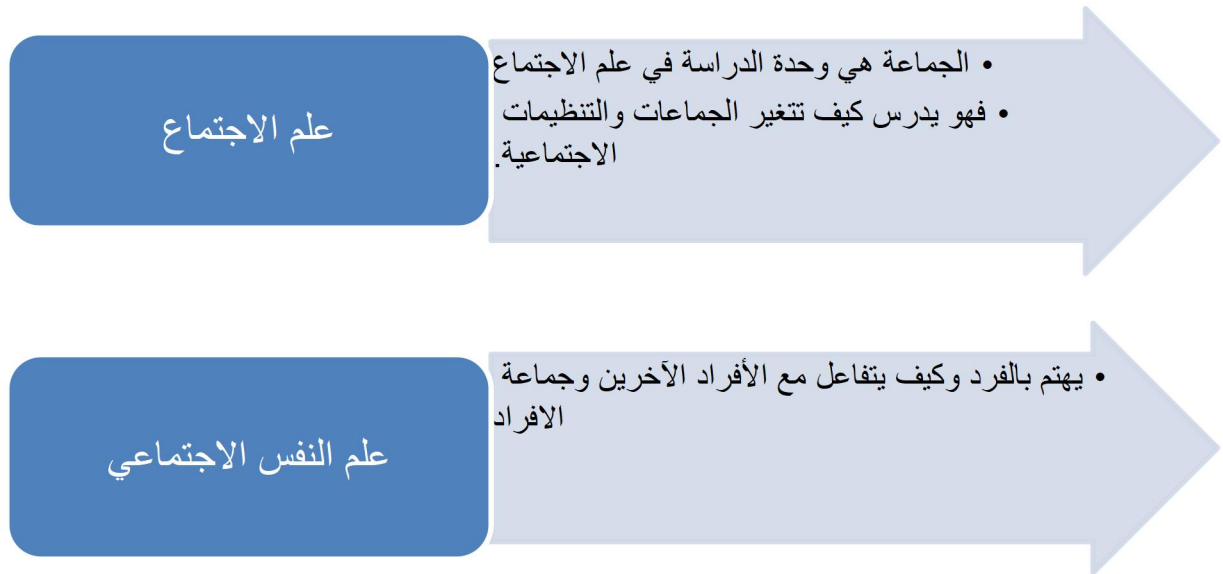 علم الاجتماع
• الجماعة هي وحدة الدراسة في علم الاجتماع
• فهو يدرس كيف تتغير الجماعات والتنظيمات
الاجتماعية.
علم النفس الاجتماعي
• يهتم بالفرد وكيف يتفاعل مع الأفراد الآخرين وجماعة
الافراد